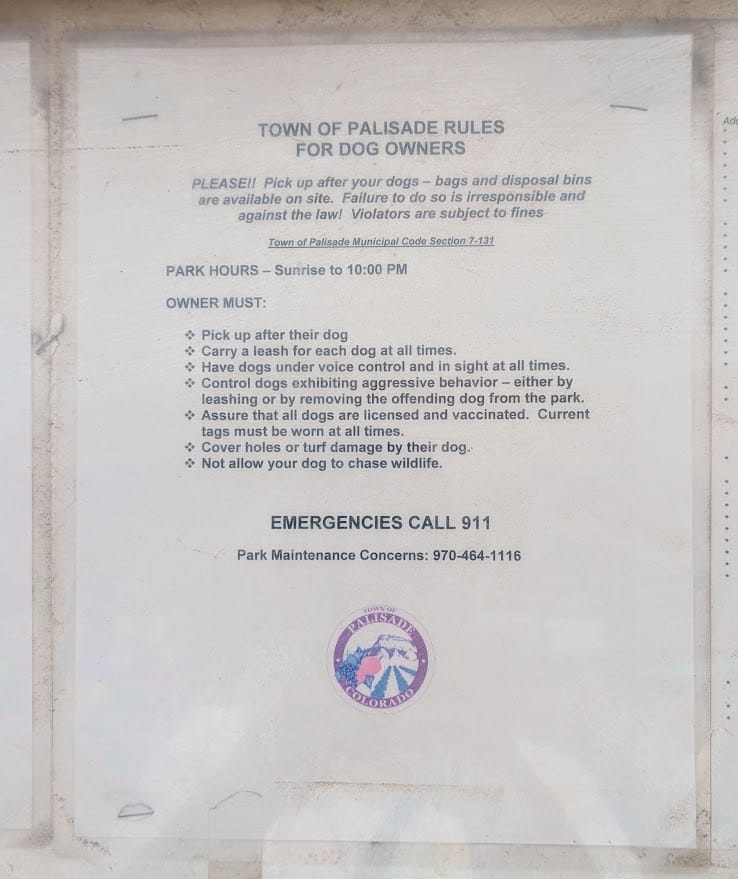 TOWN OF PALISADE RULES
FOR DOG OWNERS
PLEASE!! Pick up after your dogs – bags and disposal bins
are available on site. Failure to do so is irresponsible and
against the law! Violators are subject to fines
Town of Palisade Municipal Code Section 7-131
PARK HOURS – Sunrise to 10:00 PM
OWNER MUST:
❖ Pick up after their dog
❖ Carry a leash for each dog at all times.
❖ Have dogs under voice control and in sight at all times.
❖ Control dogs exhibiting aggressive behavior – either by
leashing or by removing the offending dog from the park.
❖ Assure that all dogs are licensed and vaccinated. Current
tags must be worn at all times.
❖ Cover holes or turf damage by their dog.
❖ Not allow your dog to chase wildlife.
EMERGENCIES CALL 911
Park Maintenance Concerns: 970-464-1116
TOWN OF
PALISADE
COLORADO